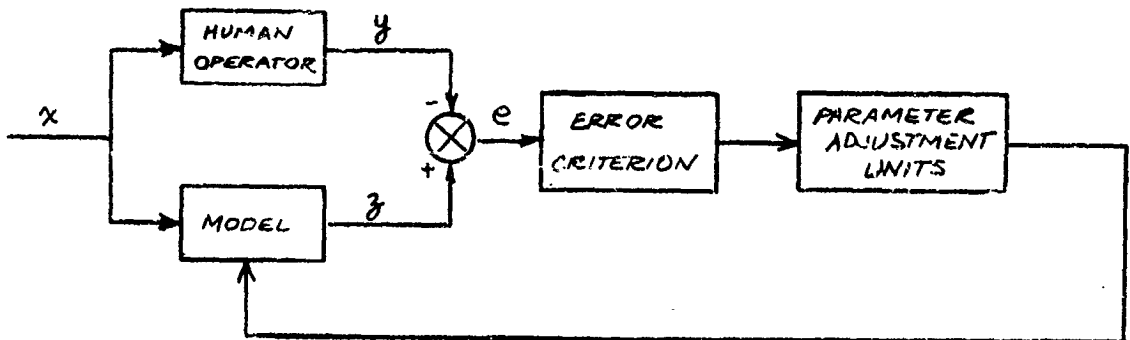 HUMAN
OPERATOR
y
x
-
+
e
ERROR
CRITERION
PARAMETER
ADJUSTMENT
UNITS
MODEL
z